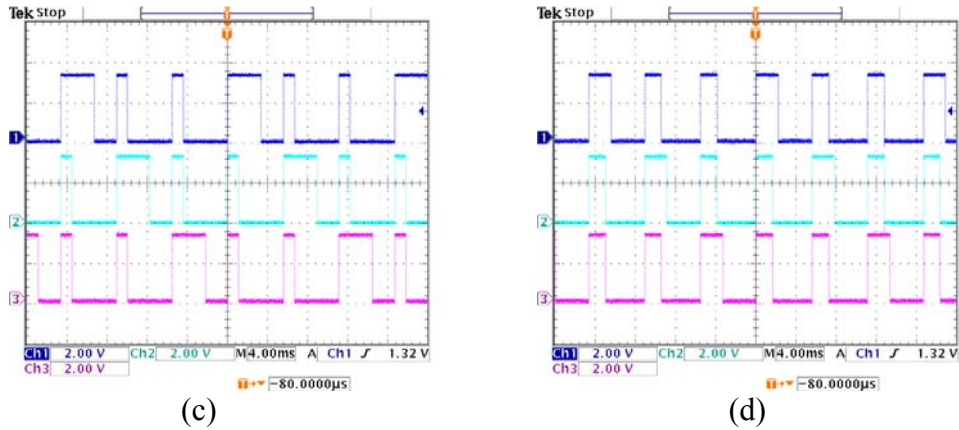 Tek Stop
T
T
1
2
3
Ch1 2.00 V Ch2 2.00 V M 4.00ms A Ch1 ʃ 1.32 V
Ch3 2.00 V
T→▼ −80.0000µs
(c)
Tek Stop
T
T
1
2
3
Ch1 2.00 V Ch2 2.00 V M 4.00ms A Ch1 ʃ 1.32 V
Ch3 2.00 V
T→▼ −80.0000µs
(d)